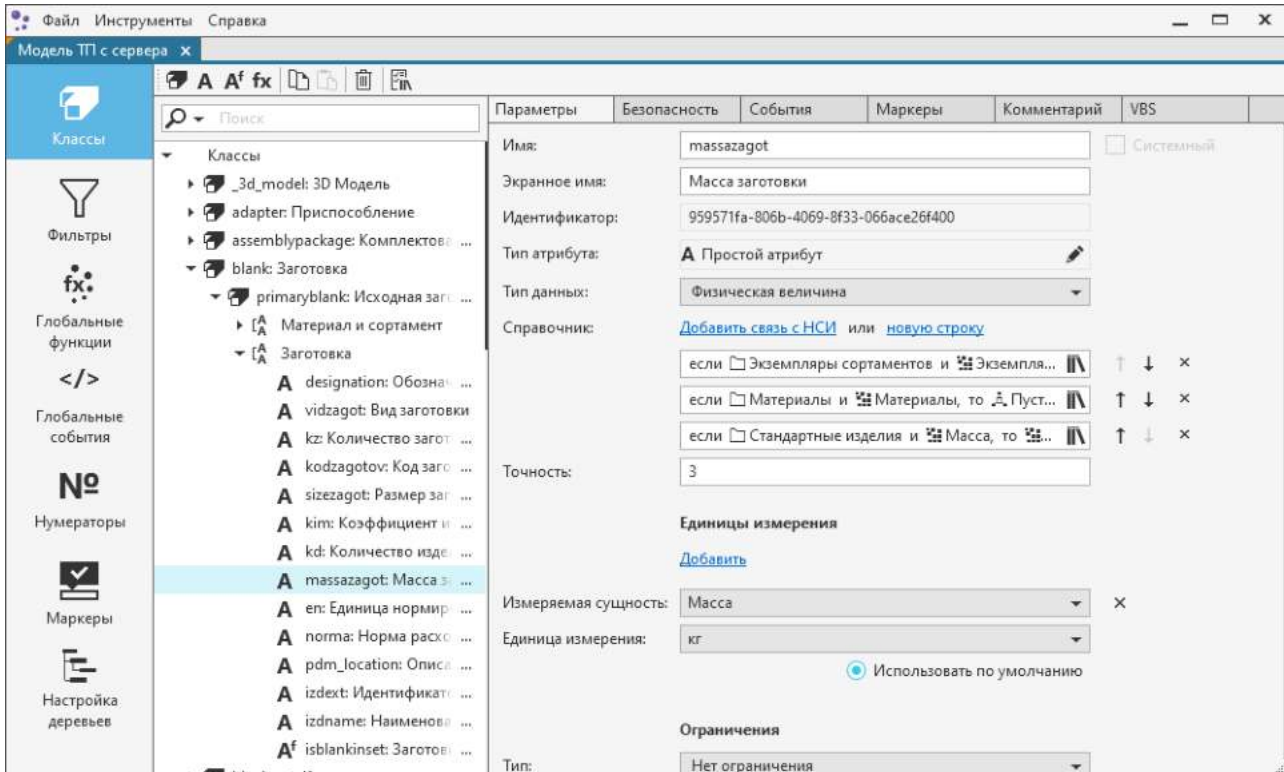 Файл Инструменты Справка
Модель ТП с сервера x
A Af fx
Поиск
Классы
Фильтры
fx
Глобальные
функции
</>
Глобальные
события
№
Нумераторы
Маркеры
Настройка
деревьев
Классы
_3d_model: 3D Модель
adapter: Приспособление
assemblypackage: Комплектова ...
blank: Заготовка
primaryblank: Исходная заг ...
Материал и сортамент
Заготовка
A designation: Обознач ...
A vidzagot: Вид заготовки
A kz: Количество загот ...
A kodzagotov: Код заго ...
A sizezagot: Размер заг ...
A kim: Коэффициент и ...
A kd: Количество изде ...
A massazagot: Масса з ...
A en: Единица нормир ...
A norma: Норма расхо ...
A pdm_location: Описа ...
A izdext: Идентификат ...
A izdname: Наименова ...
Af isblankinset: Заготов ...
Параметры Безопасность События Маркеры Комментарий VBS
Имя: massazagot Системный
Экранное имя: Масса заготовки
Идентификатор: 959571fa-806b-4069-8f33-066ace26f400
Тип атрибута: A Простой атрибут
Тип данных: Физическая величина
Справочник: Добавить связь с НСИ или новую строку
если Экземпляры сортаментов и Экземпля...
если Материалы и Материалы, то Пуст...
если Стандартные изделия и Масса, то ...
Точность: 3
Единицы измерения
Добавить
Измеряемая сущность: Масса
Единица измерения: кг
Использовать по умолчанию
Ограничения
Тип: Нет ограничения